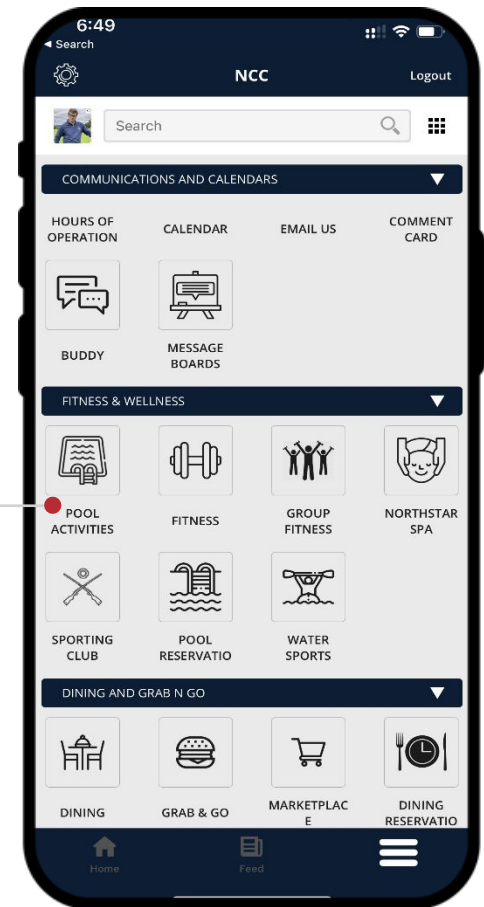 6:49
◀ Search
NCC
Logout
Search
COMMUNICATIONS AND CALENDARS
HOURS OF
OPERATION
CALENDAR
EMAIL US
COMMENT
CARD
BUDDY
MESSAGE
BOARDS
FITNESS & WELLNESS
POOL
ACTIVITIES
FITNESS
GROUP
FITNESS
NORTHSTAR
SPA
SPORTING
CLUB
POOL
RESERVATIO
WATER
SPORTS
DINING AND GRAB N GO
DINING
GRAB & GO
MARKETPLAC
E
DINING
RESERVATIO
Home
Feed